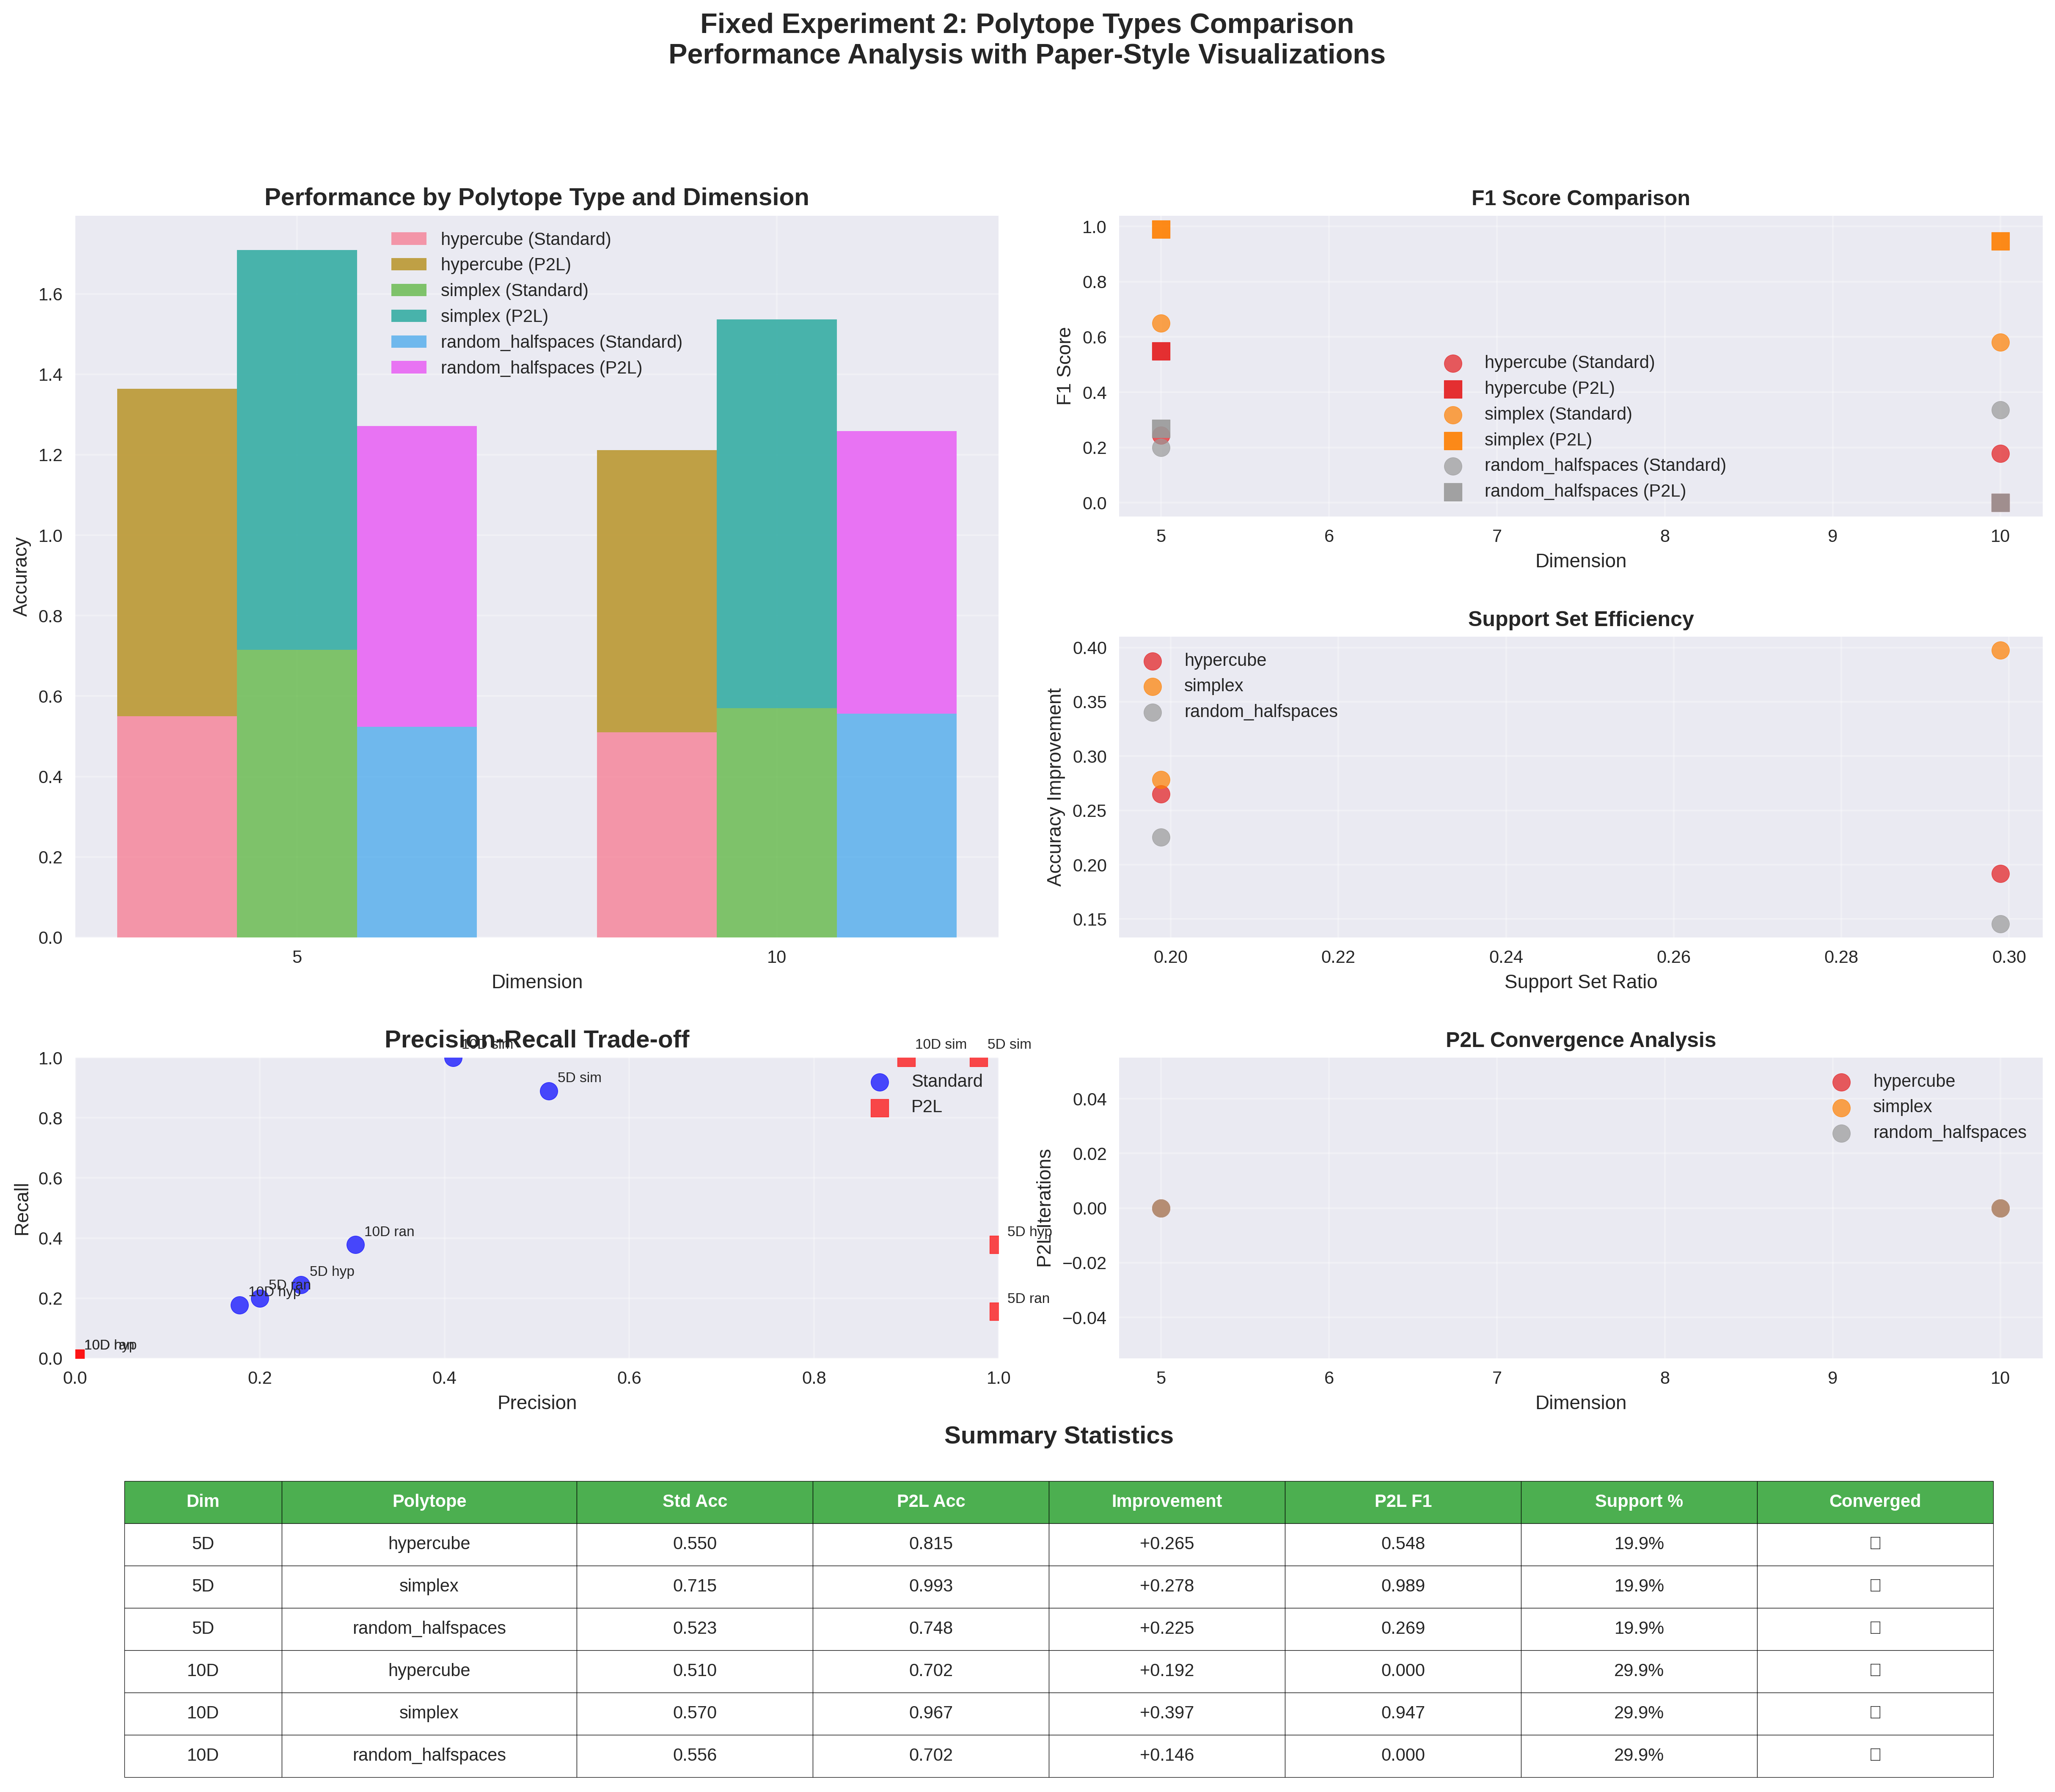 Fixed Experiment 2: Polytope Types Comparison
Performance Analysis with Paper-Style Visualizations
Performance by Polytope Type and Dimension
hypercube (Standard)
hypercube (P2L)
simplex (Standard)
simplex (P2L)
random_halfspaces (Standard)
random_halfspaces (P2L)
1.6
1.4
1.2
1.0
0.8
0.6
0.4
0.2
0.0
Accuracy
5 10
Dimension
F1 Score Comparison
1.0
0.8
0.6
0.4
0.2
0.0
F1 Score
hypercube (Standard)
hypercube (P2L)
simplex (Standard)
simplex (P2L)
random_halfspaces (Standard)
random_halfspaces (P2L)
5 6 7 8 9 10
Dimension
Support Set Efficiency
0.40
0.35
0.30
0.25
0.20
0.15
Accuracy Improvement
hypercube
simplex
random_halfspaces
0.20 0.22 0.24 0.26 0.28 0.30
Support Set Ratio
Precision-Recall Trade-off
10D sim
10D sim
5D sim
5D sim
Standard
P2L
10D ran
5D hyp
5D hyp
5D ran
10D hyp
5D ran
10D hyp
10D ran
1.0
0.8
0.6
0.4
0.2
0.0
Recall
0.0 0.2 0.4 0.6 0.8 1.0
Precision
P2L Convergence Analysis
hypercube
simplex
random_halfspaces
0.04
0.02
0.00
−0.02
−0.04
P2L Iterations
5 6 7 8 9 10
Dimension
Summary Statistics
Dim Polytope Std Acc P2L Acc Improvement P2L F1 Support % Converged
5D hypercube 0.550 0.815 +0.265 0.548 19.9%
5D simplex 0.715 0.993 +0.278 0.989 19.9%
5D random_halfspaces 0.523 0.748 +0.225 0.269 19.9%
10D hypercube 0.510 0.702 +0.192 0.000 29.9%
10D simplex 0.570 0.967 +0.397 0.947 29.9%
10D random_halfspaces 0.556 0.702 +0.146 0.000 29.9%